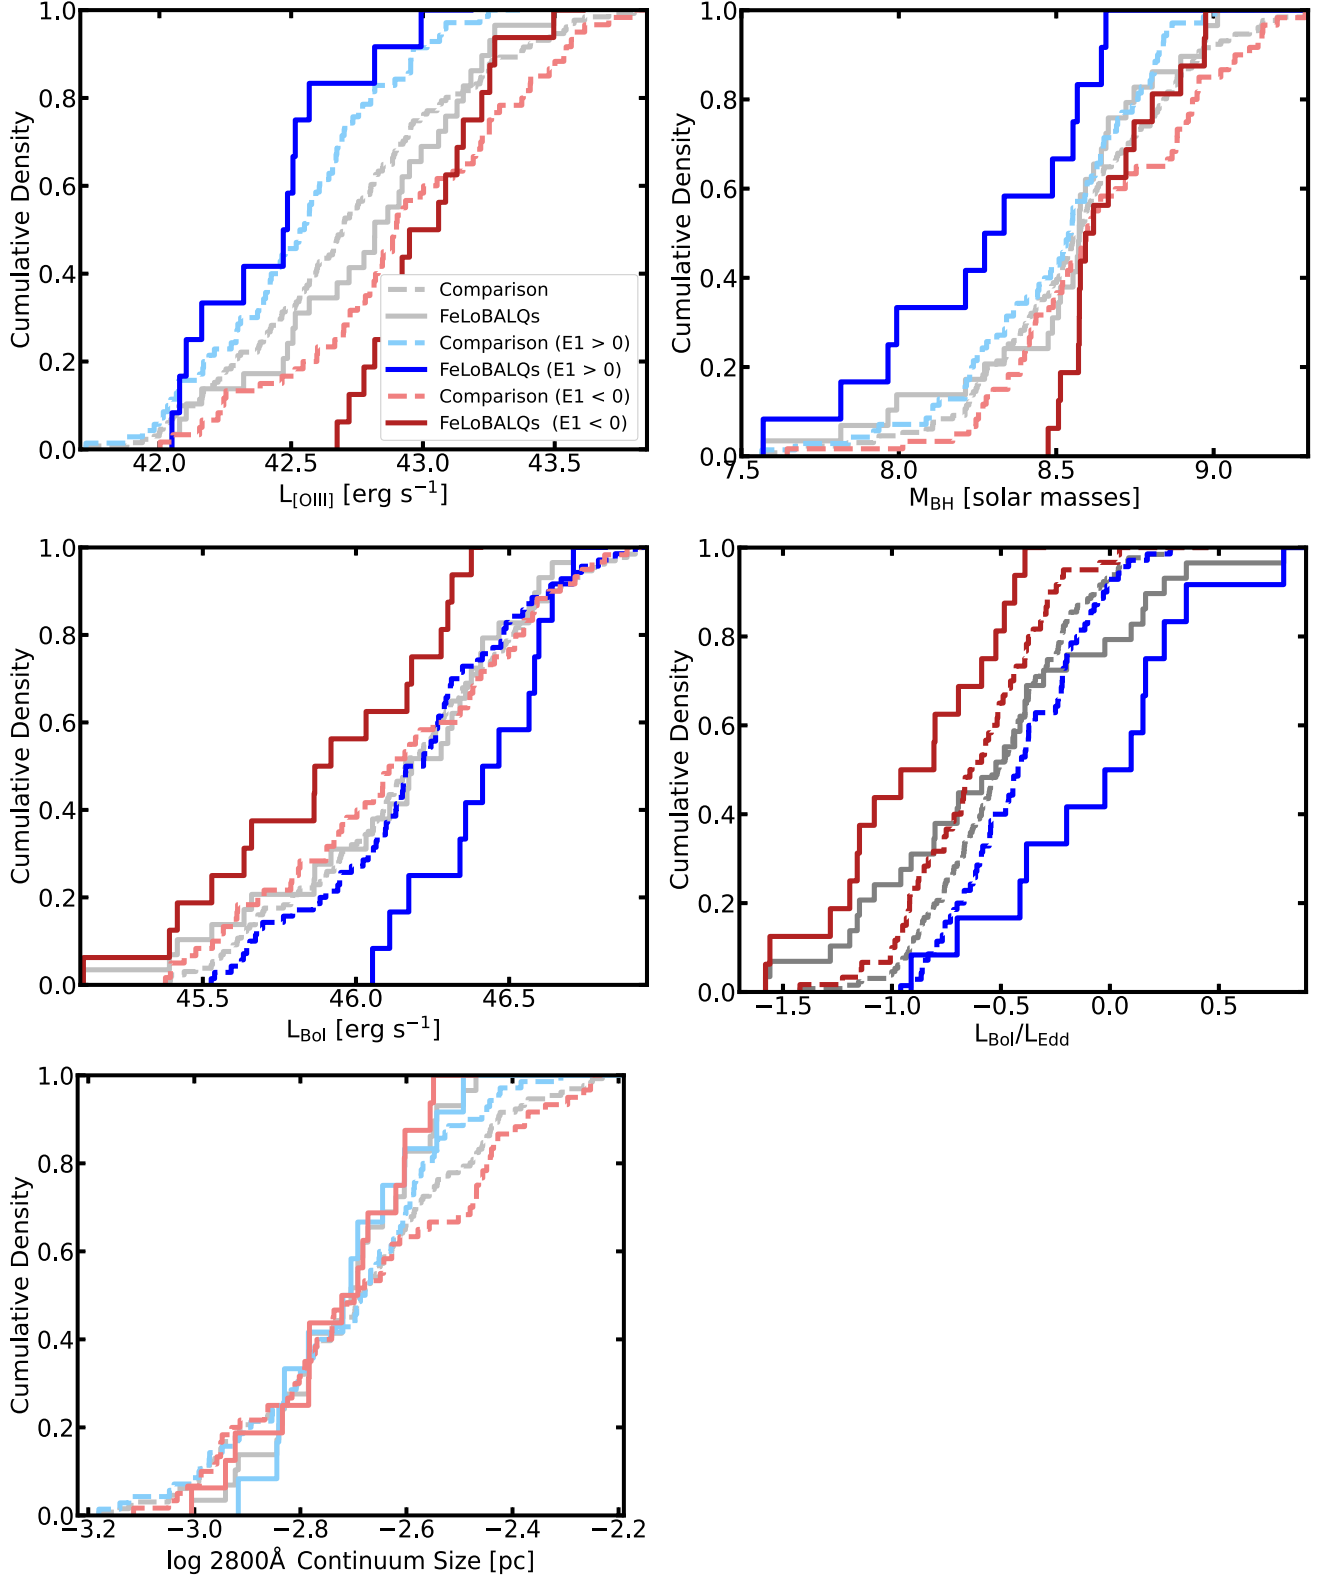 1.0
0.8
0.6
0.4
0.2
0.0
Cumulative Density
42.0 42.5 43.0 43.5
L[OIII] [erg s−1]
Comparison
FeLoBALQs
Comparison (E1 > 0)
FeLoBALQs (E1 > 0)
Comparison (E1 < 0)
FeLoBALQs (E1 < 0)
1.0
0.8
0.6
0.4
0.2
0.0
Cumulative Density
7.5 8.0 8.5 9.0
MBH [solar masses]
1.0
0.8
0.6
0.4
0.2
0.0
Cumulative Density
45.5 46.0 46.5
LBol [erg s−1]
1.0
0.8
0.6
0.4
0.2
0.0
Cumulative Density
−1.5 −1.0 −0.5 0.0 0.5
LBol/LEdd
1.0
0.8
0.6
0.4
0.2
0.0
Cumulative Density
−3.2 −3.0 −2.8 −2.6 −2.4 −2.2
log 2800Å Continuum Size [pc]